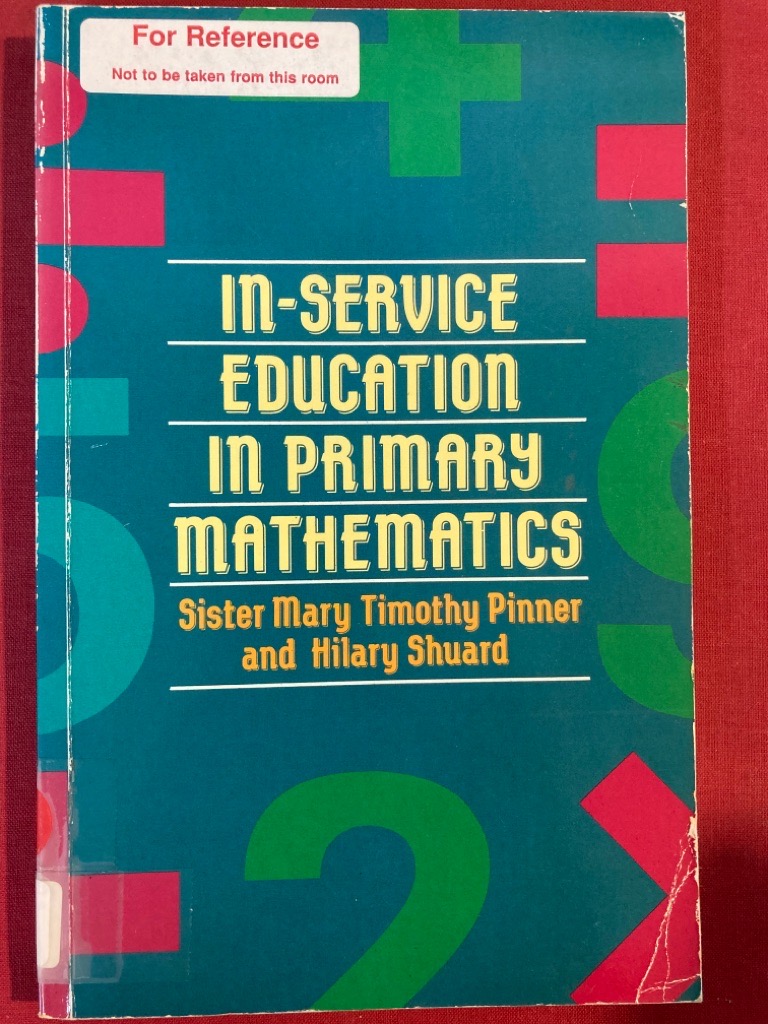 For Reference
Not to be taken from this room
IN-SERVICE
EDUCATION
IN PRIMARY
MATHEMATICS
Sister Mary Timothy Pinner
and Hilary Shuard